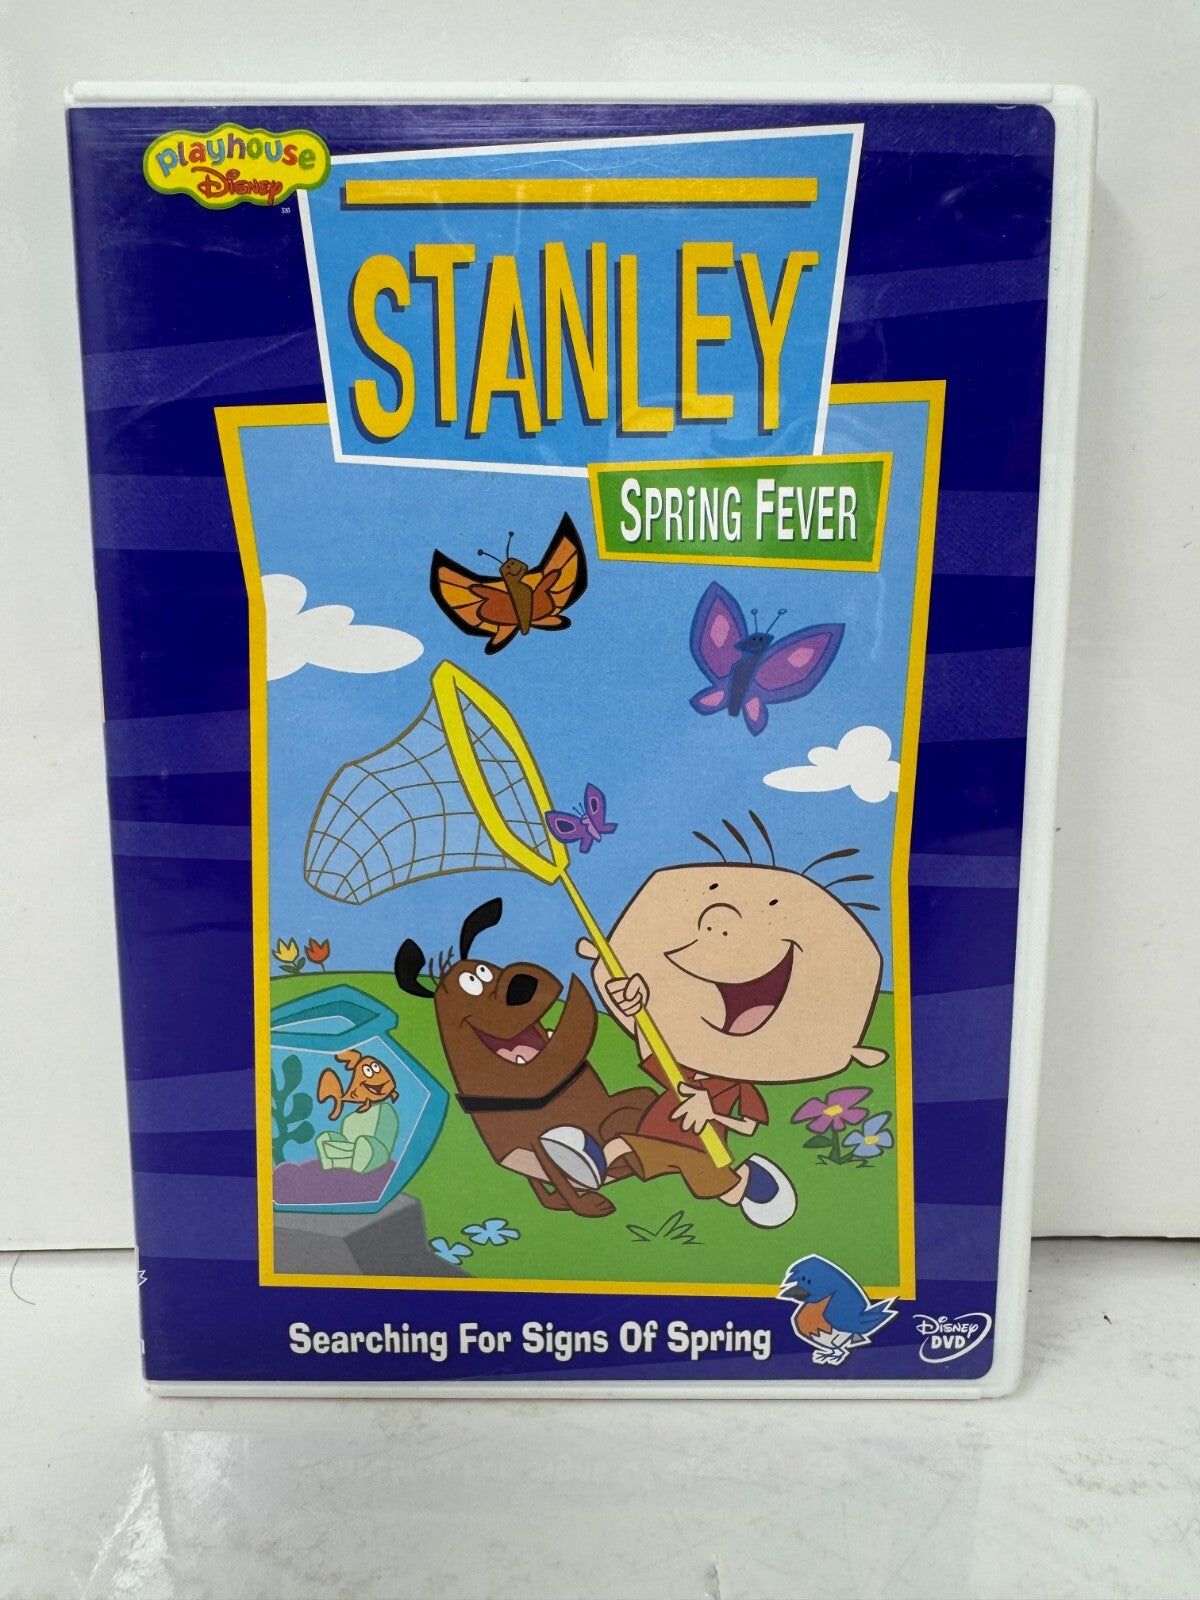 playhouse
Disney
STANLEY
SPRiNG FEVER
Searching For Signs Of Spring
Disney
DVD